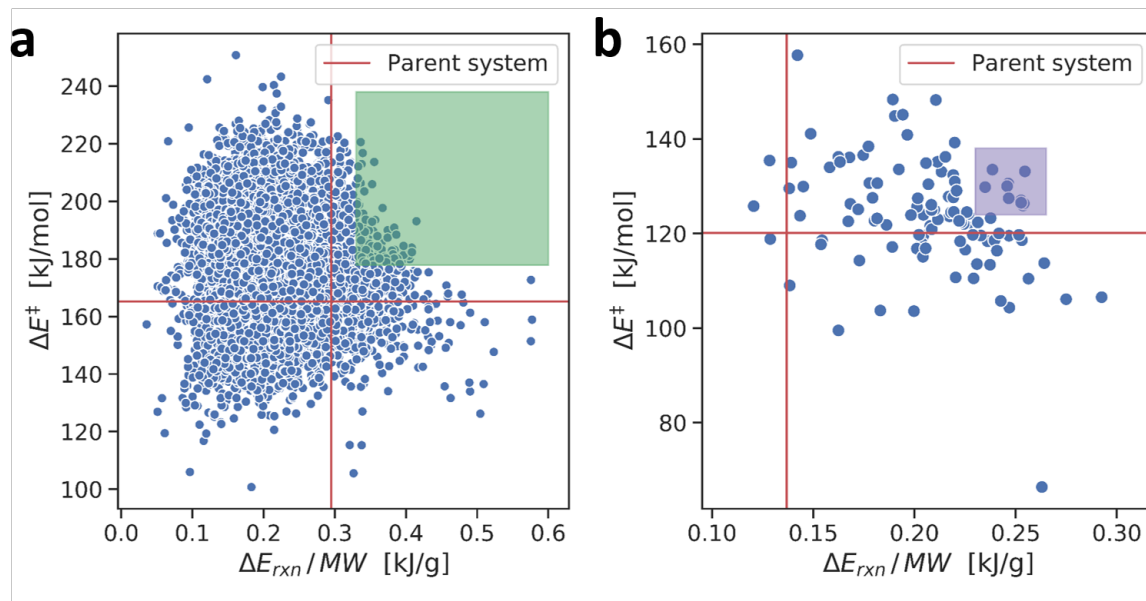 a
Parent system
240
220
200
180
160
140
120
100
ΔE‡ [kJ/mol]
0.0 0.1 0.2 0.3 0.4 0.5 0.6
ΔE_rxn / MW [kJ/g]
b
Parent system
160
140
120
100
80
ΔE‡ [kJ/mol]
0.10 0.15 0.20 0.25 0.30
ΔE_rxn / MW [kJ/g]